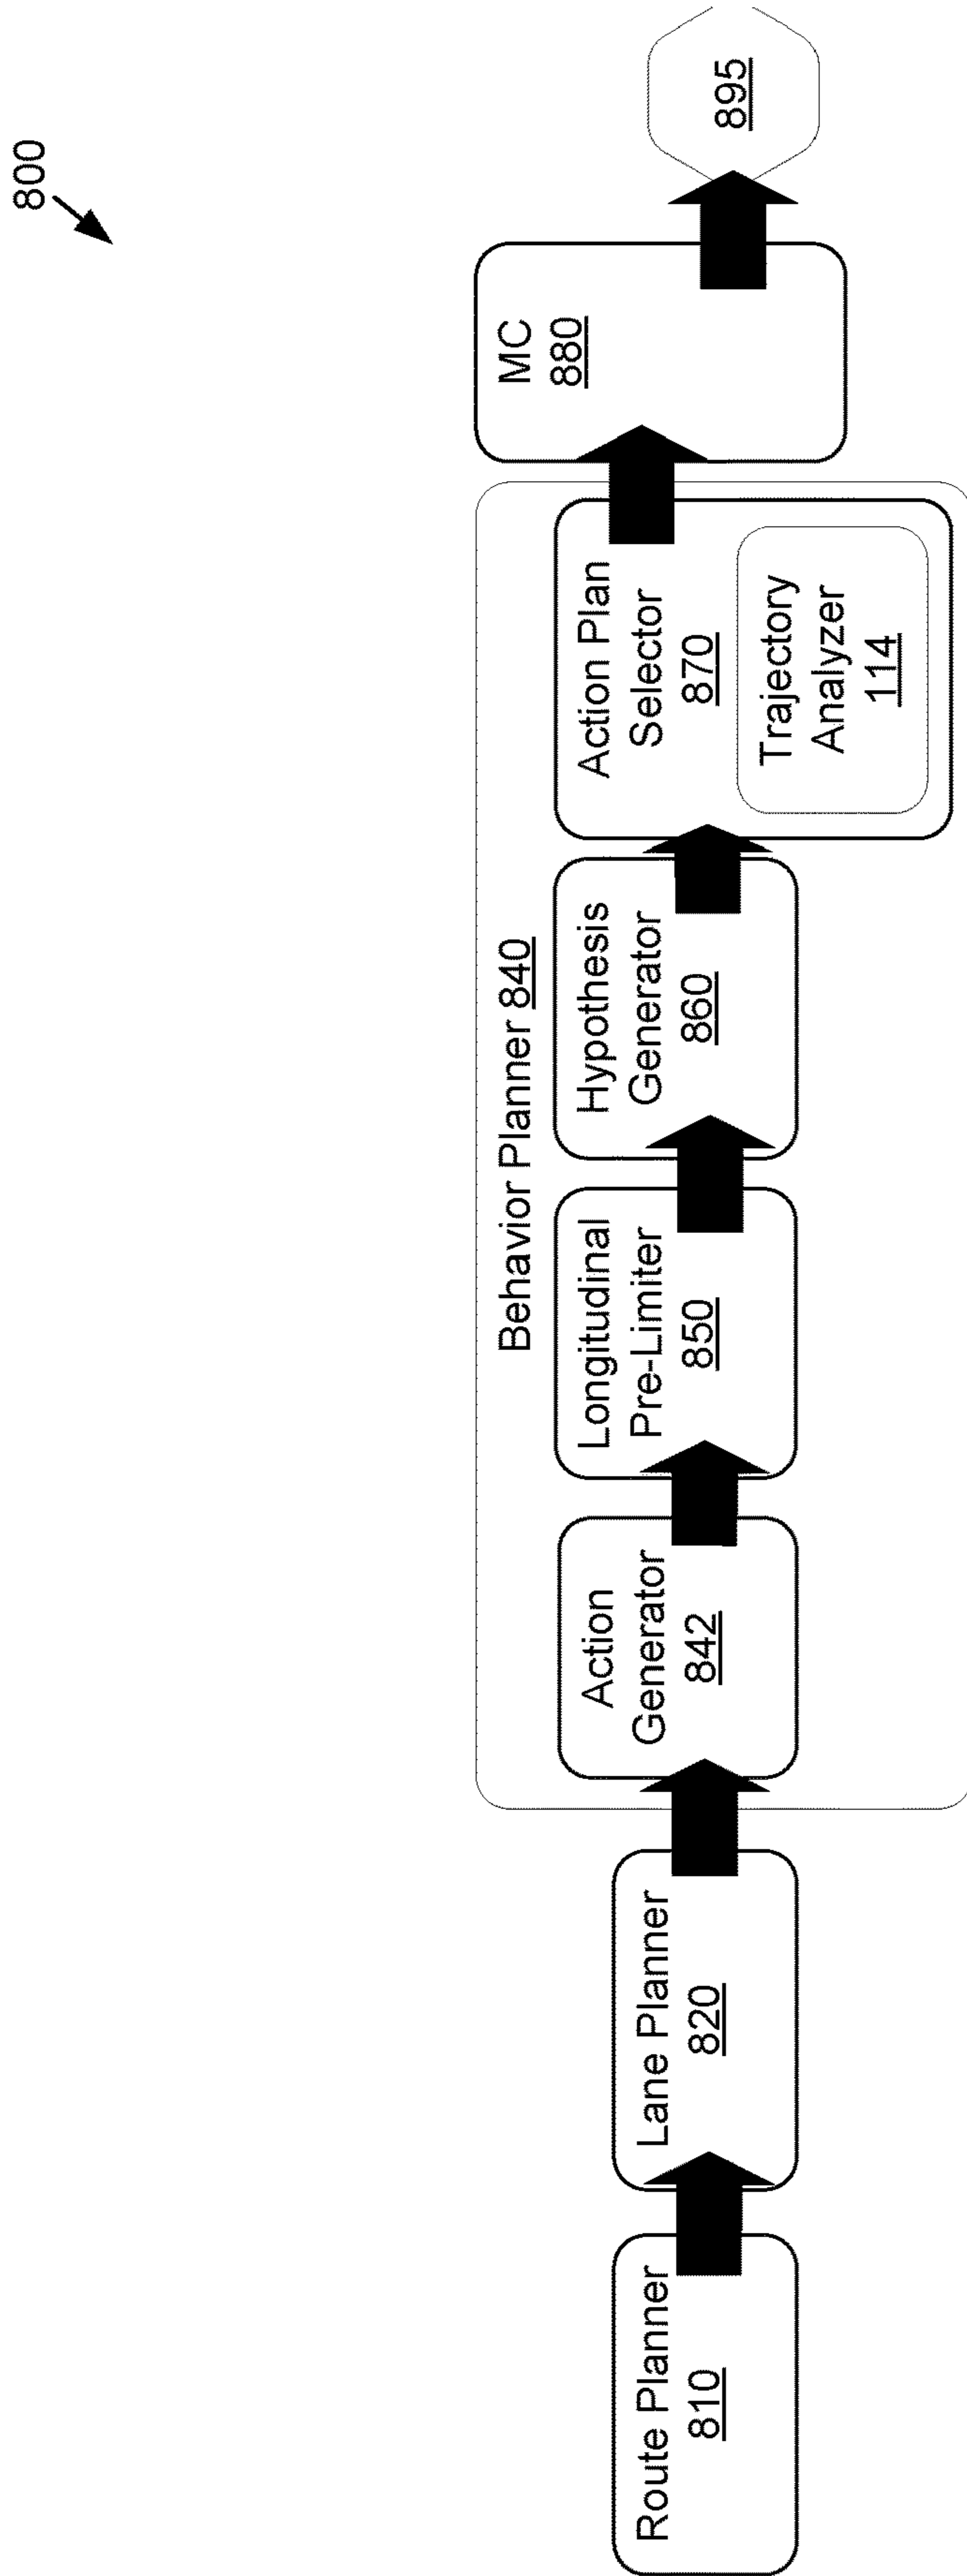 800
Route Planner
810
Lane Planner
820
Behavior Planner 840
Action
Generator
842
Longitudinal
Pre-Limiter
850
Hypothesis
Generator
860
Action Plan
Selector
870
Trajectory
Analyzer
114
MC
880
895